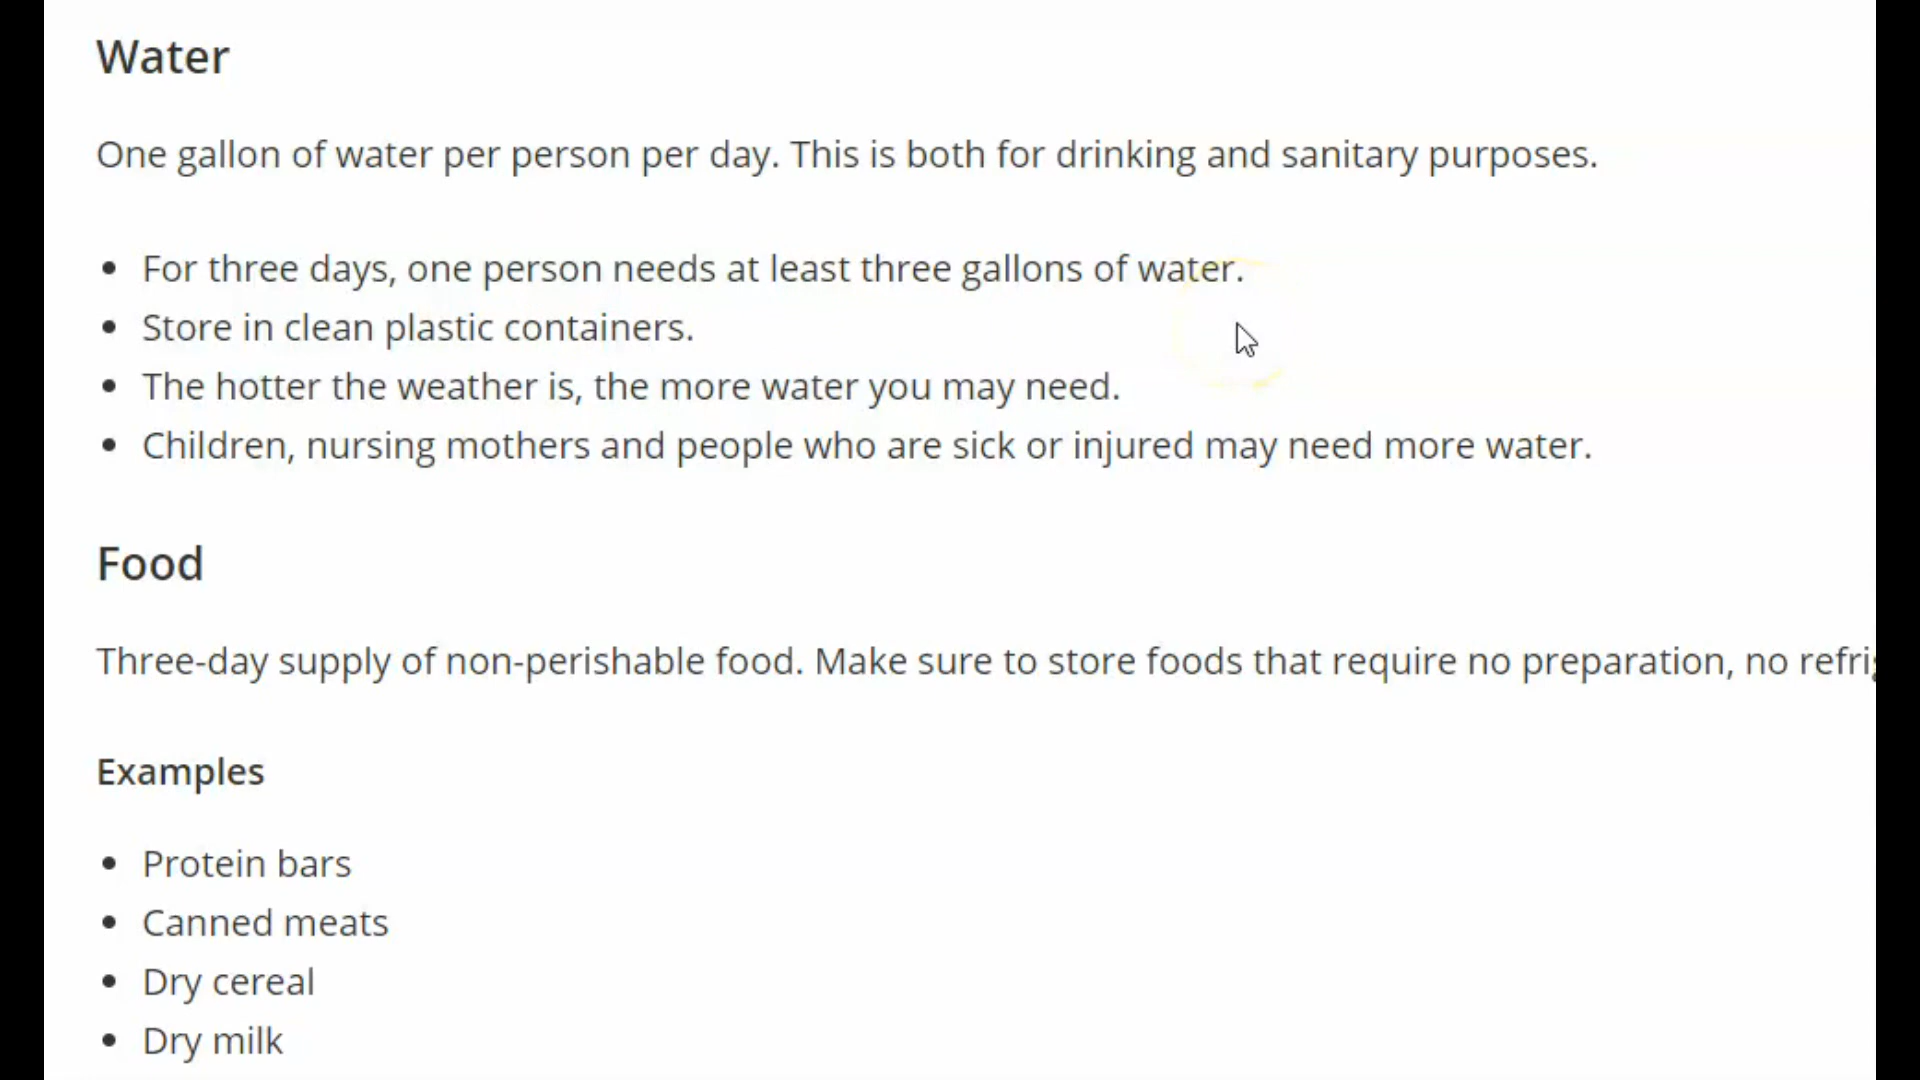 Water
One gallon of water per person per day. This is both for drinking and sanitary purposes.
• For three days, one person needs at least three gallons of water.
• Store in clean plastic containers.
• The hotter the weather is, the more water you may need.
• Children, nursing mothers and people who are sick or injured may need more water.
Food
Three-day supply of non-perishable food. Make sure to store foods that require no preparation, no
Examples
• Protein bars
• Canned meats
• Dry cereal
• Dry milk